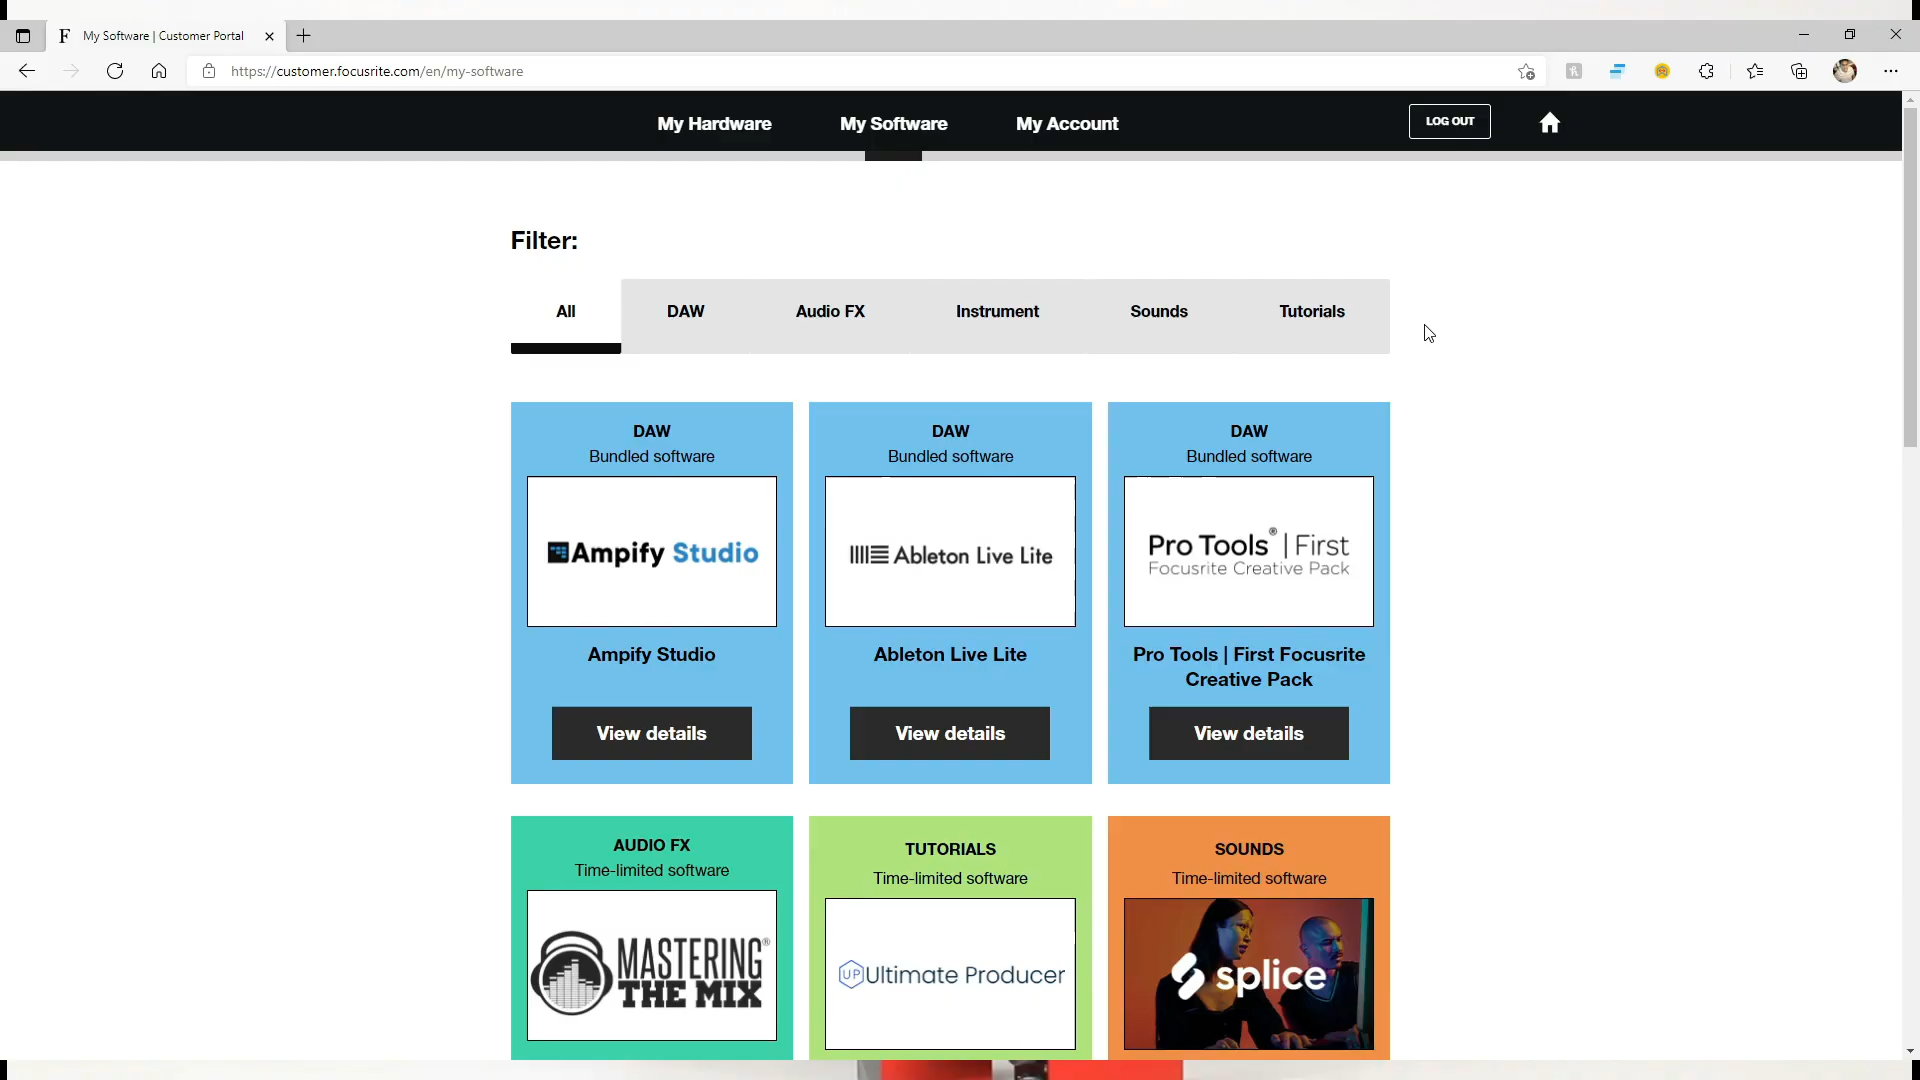 My Software | Customer Portal
https://customer.focusrite.com/en/my-software
My Hardware
My Software
My Account
LOG OUT
Filter:
All
DAW
Audio FX
Instrument
Sounds
Tutorials
DAW
Bundled software
Ampify Studio
Ampify Studio
View details
DAW
Bundled software
Ableton Live Lite
Ableton Live Lite
View details
DAW
Bundled software
Pro Tools® | First
Focusrite Creative Pack
Pro Tools | First Focusrite
Creative Pack
View details
AUDIO FX
Time-limited software
MASTERING®
THE MIX
TUTORIALS
Time-limited software
UP Ultimate Producer
SOUNDS
Time-limited software
splice